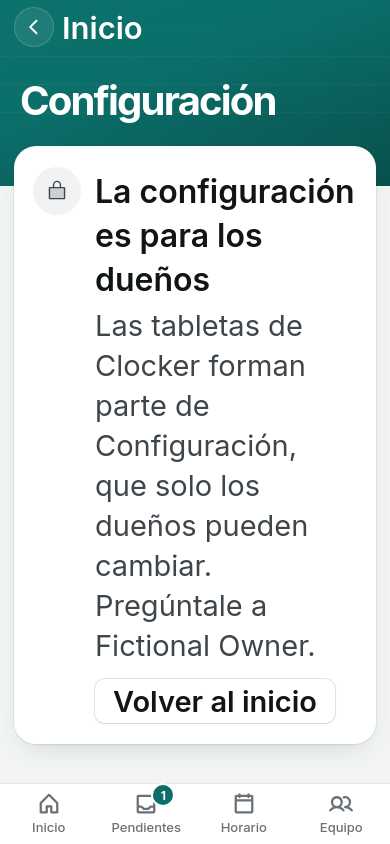 Inicio
Configuración
La configuración
es para los
dueños
Las tabletas de
Clocker forman
parte de
Configuración,
que solo los
dueños pueden
cambiar.
Pregúntale a
Fictional Owner.
Volver al inicio
1
Inicio
Pendientes
Horario
Equipo